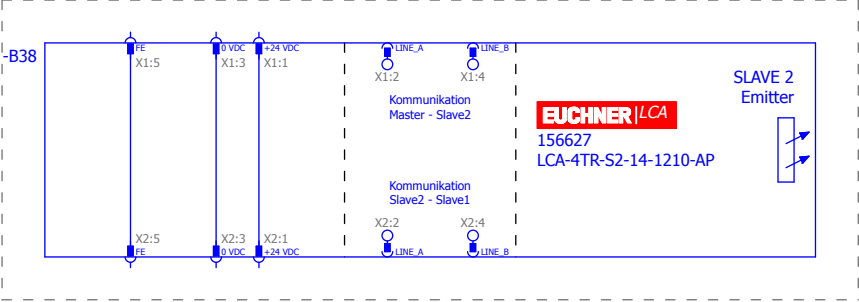 -B38
FE
0 VDC
+24 VDC
LINE_A
LINE_B
X1:5
X1:3
X1:1
X1:2
X1:4
Kommunikation
Master - Slave2
EUCHNER LCA
156627
LCA-4TR-S2-14-1210-AP
SLAVE 2
Emitter
Kommunikation
Slave2 - Slave1
X2:5
X2:3
X2:1
X2:2
X2:4
FE
0 VDC
+24 VDC
LINE_A
LINE_B